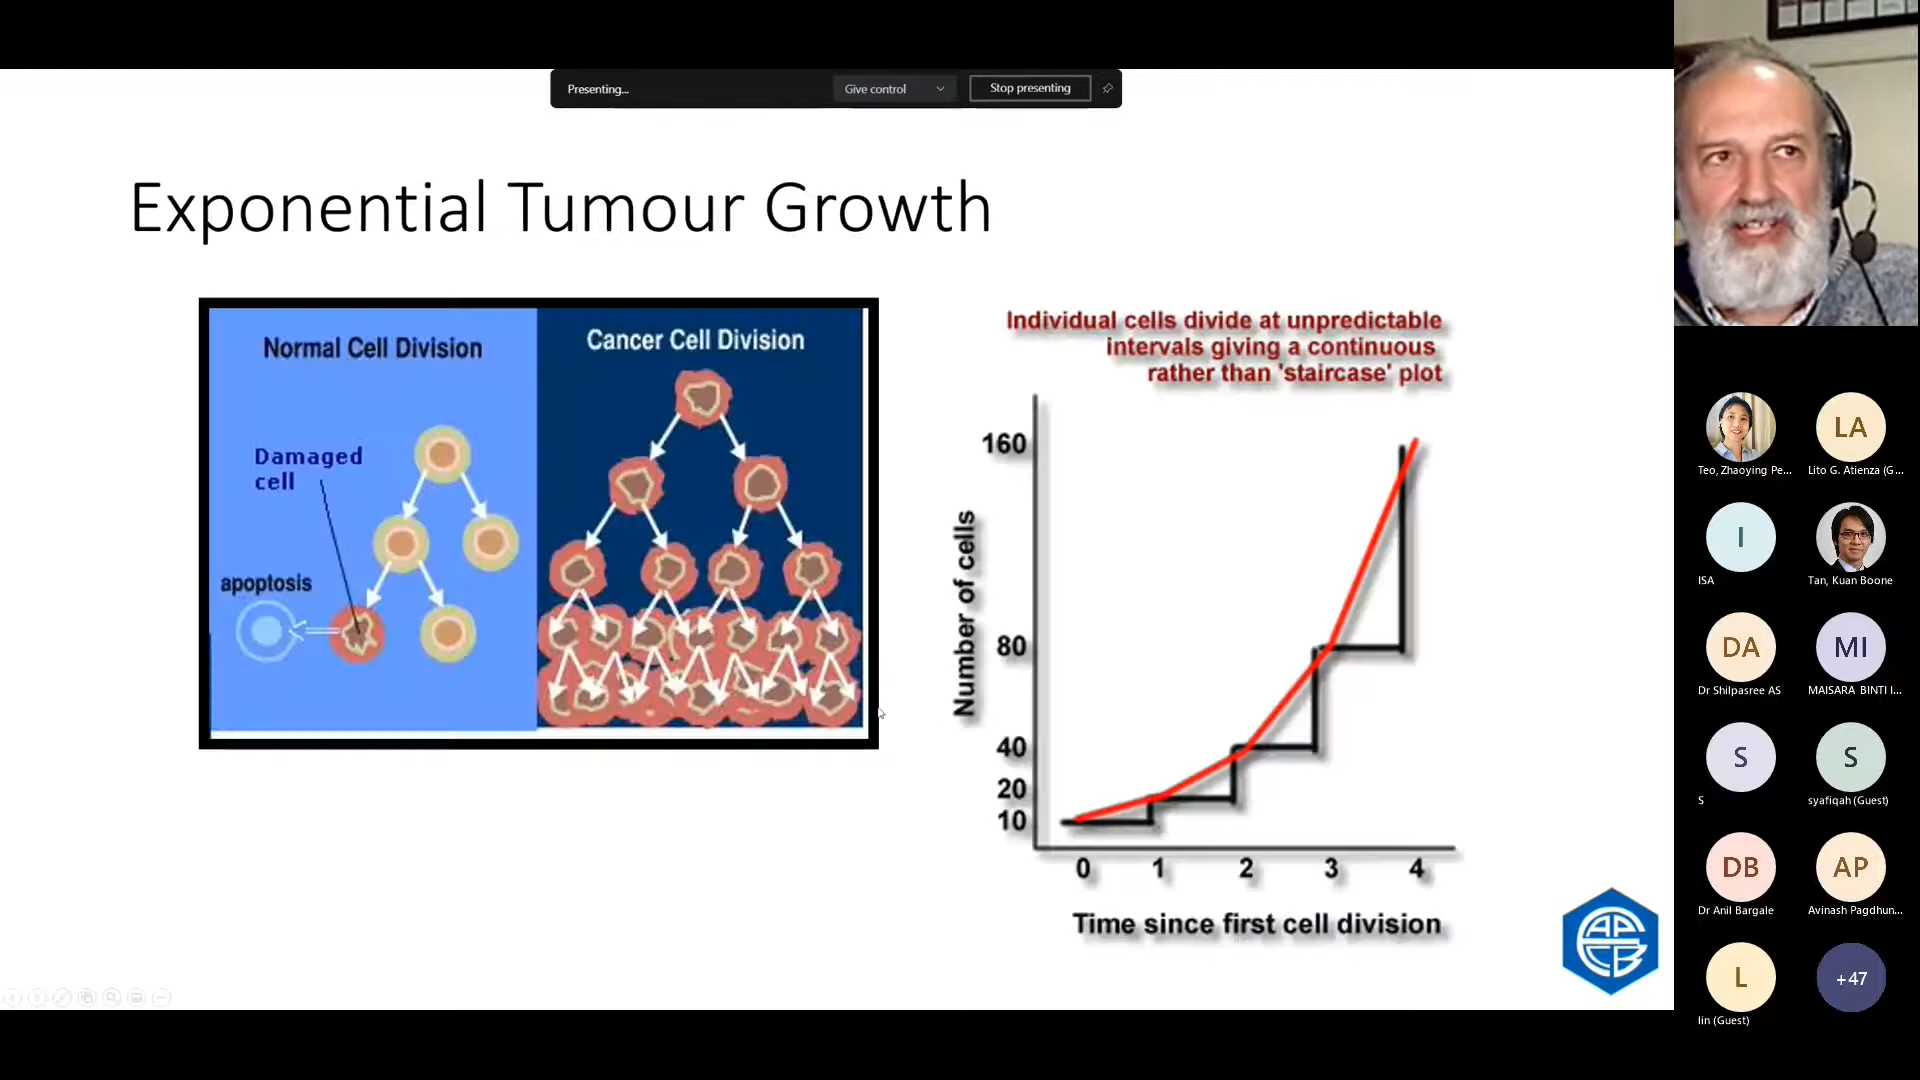 Presenting...
Give control
Stop presenting
Exponential Tumour Growth
Normal Cell Division
Damaged
cell
apoptosis
Cancer Cell Division
Individual cells divide at unpredictable
intervals giving a continuous
rather than 'staircase' plot
Number of cells
160
80
40
20
10
0 1 2 3 4
Time since first cell division
APFCB
Teo, Zhaoying Pe...
LA
Lito G. Atienza (G...
I
ISA
Tan, Kuan Boone
DA
Dr Shilpasree AS
MI
MAISARA BINTI I...
S
S
S
syafiqah (Guest)
DB
Dr Anil Bargale
AP
Avinash Pagdhun...
L
lin (Guest)
+47